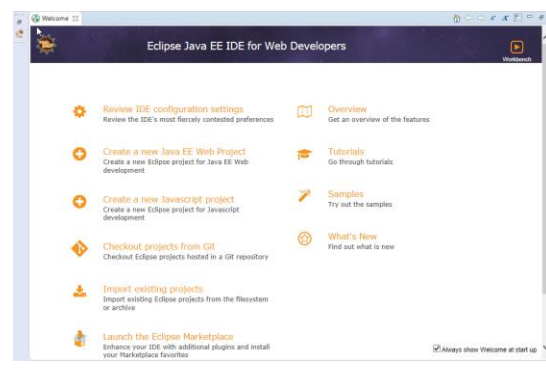 Welcome
Eclipse Java EE IDE for Web Developers
Workbench
Review IDE configuration settings
Review the IDE's most fiercely contested preferences
Create a new Java EE Web Project
Create a new Eclipse project for Java EE Web
development
Create a new Javascript project
Create a new Eclipse project for Javascript
development
Checkout projects from Git
Checkout Eclipse projects hosted in a Git repository
Import existing projects
Import existing Eclipse projects from the filesystem
or archive
Launch the Eclipse Marketplace
Enhance your IDE with additional plugins and install
your Marketplace favorites
Overview
Get an overview of the features
Tutorials
Go through tutorials
Samples
Try out the samples
What's New
Find out what is new
Always show Welcome at start up